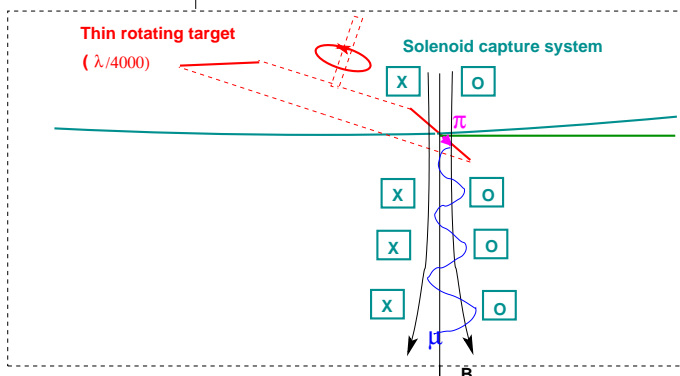 Thin rotating target
( λ/4000)
Solenoid capture system
X O
π
X O
X O
X O
μ
B